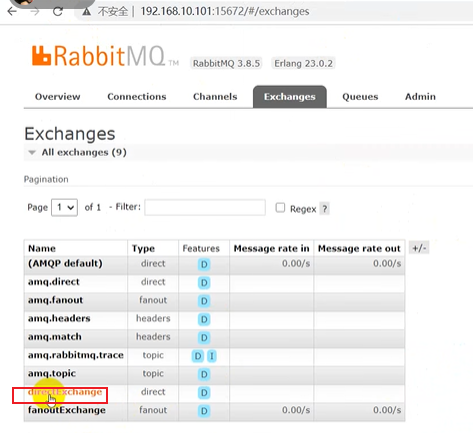 不安全 | 192.168.10.101:15672/#/exchanges
RabbitMQ TM RabbitMQ 3.8.5 Erlang 23.0.2
Overview Connections Channels Exchanges Queues Admin
Exchanges
All exchanges (9)
Pagination
Page 1 of 1 - Filter: Regex ?
Name Type Features Message rate in Message rate out +/-
(AMQP default) direct D 0.00/s 0.00/s
amq.direct direct D
amq.fanout fanout D
amq.headers headers D
amq.match headers D
amq.rabbitmq.trace topic D I
amq.topic topic D
directExchange direct D
fanoutExchange fanout D 0.00/s 0.00/s